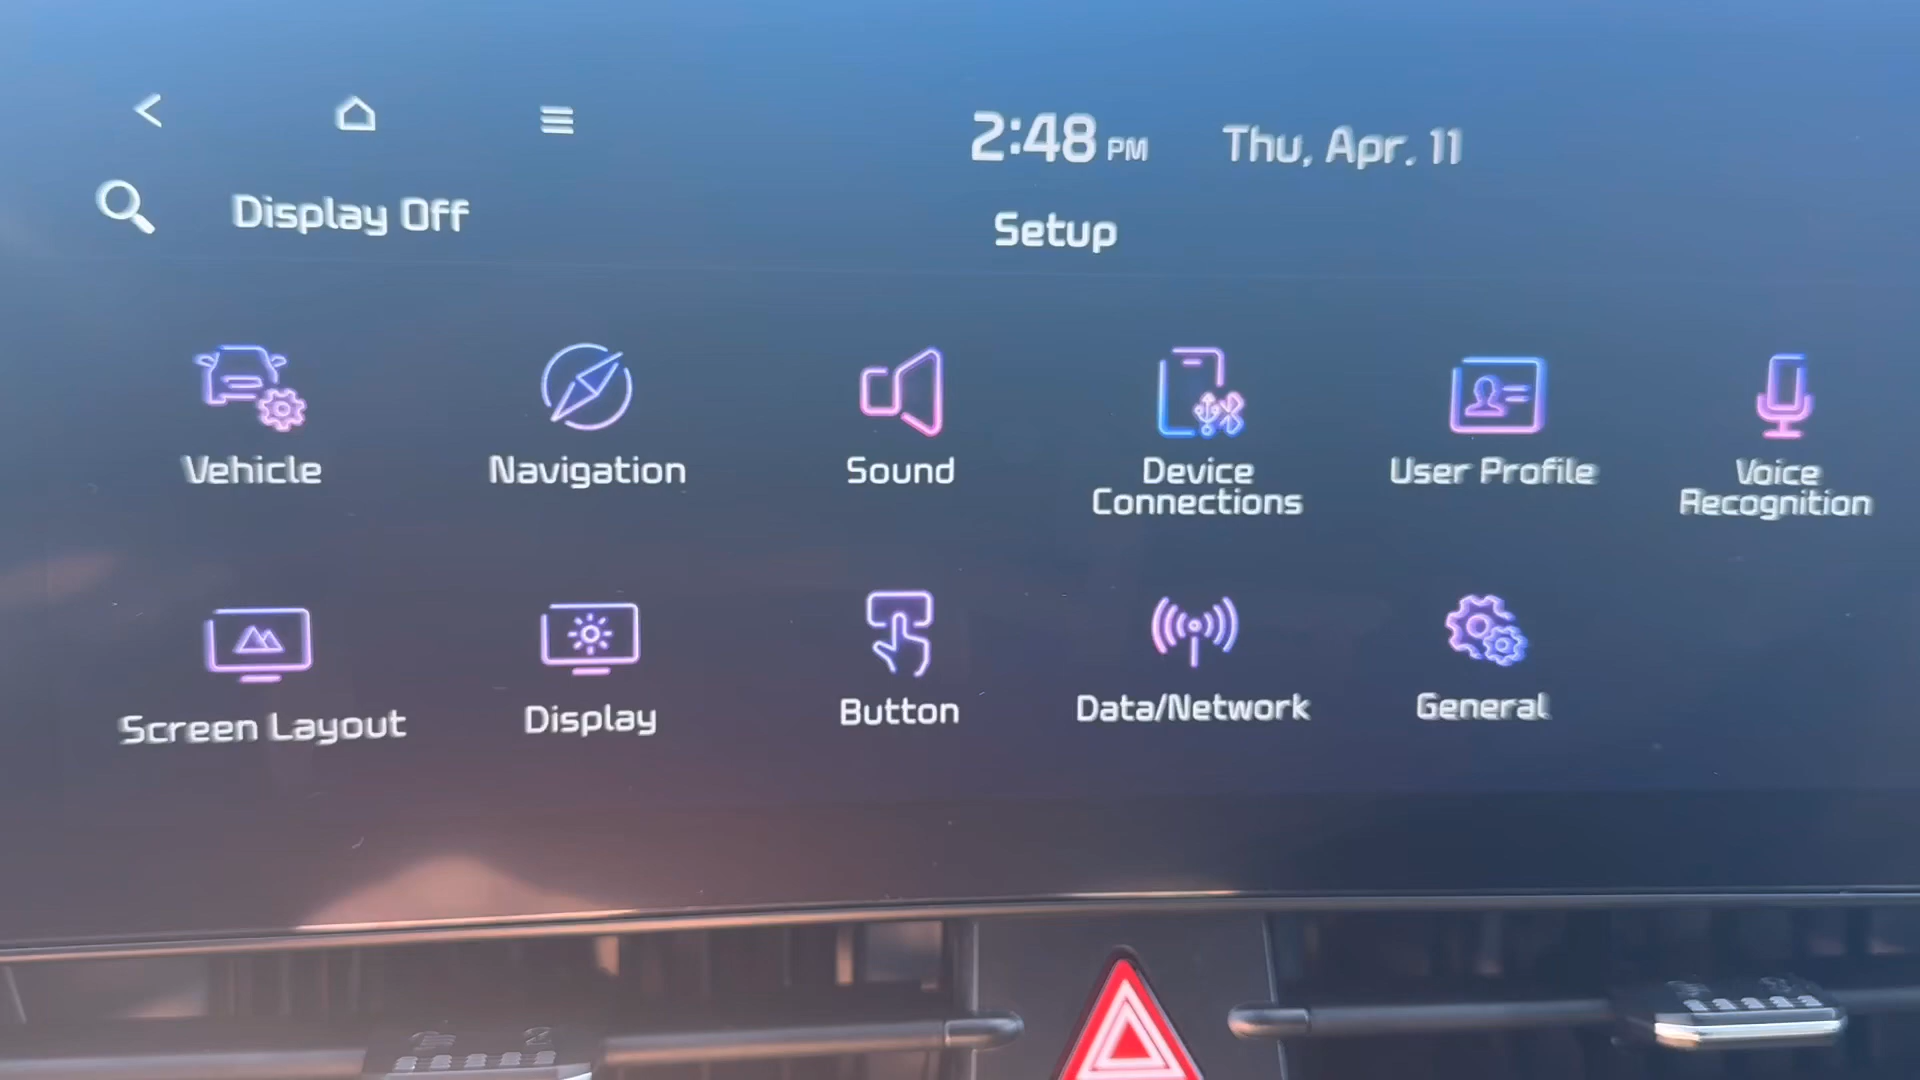 2:48 PM Thu, Apr. 11
Display Off
Setup
Vehicle
Navigation
Sound
Device
Connections
User Profile
Voice
Recognition
Screen Layout
Display
Button
Data/Network
General